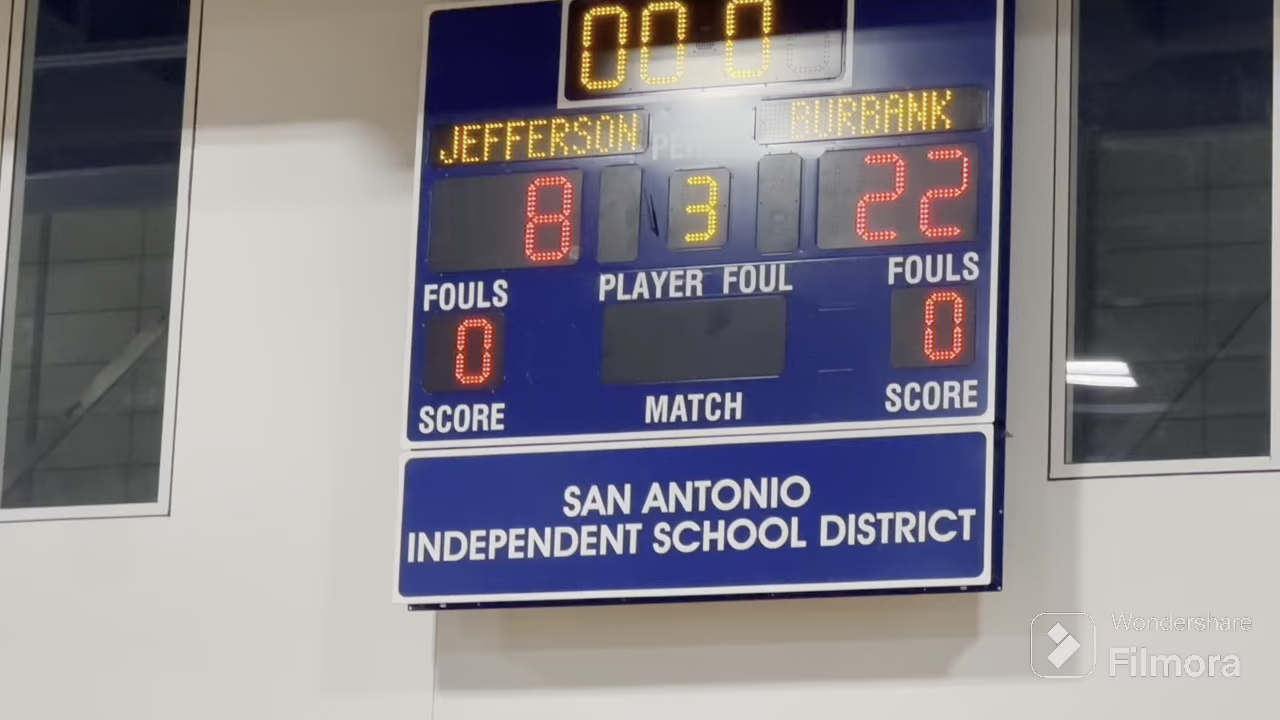 00 0
JEFFERSON BURBANK
8 3 22
FOULS PLAYER FOUL FOULS
0 0
SCORE MATCH SCORE
SAN ANTONIO
INDEPENDENT SCHOOL DISTRICT
Wondershare
Filmora